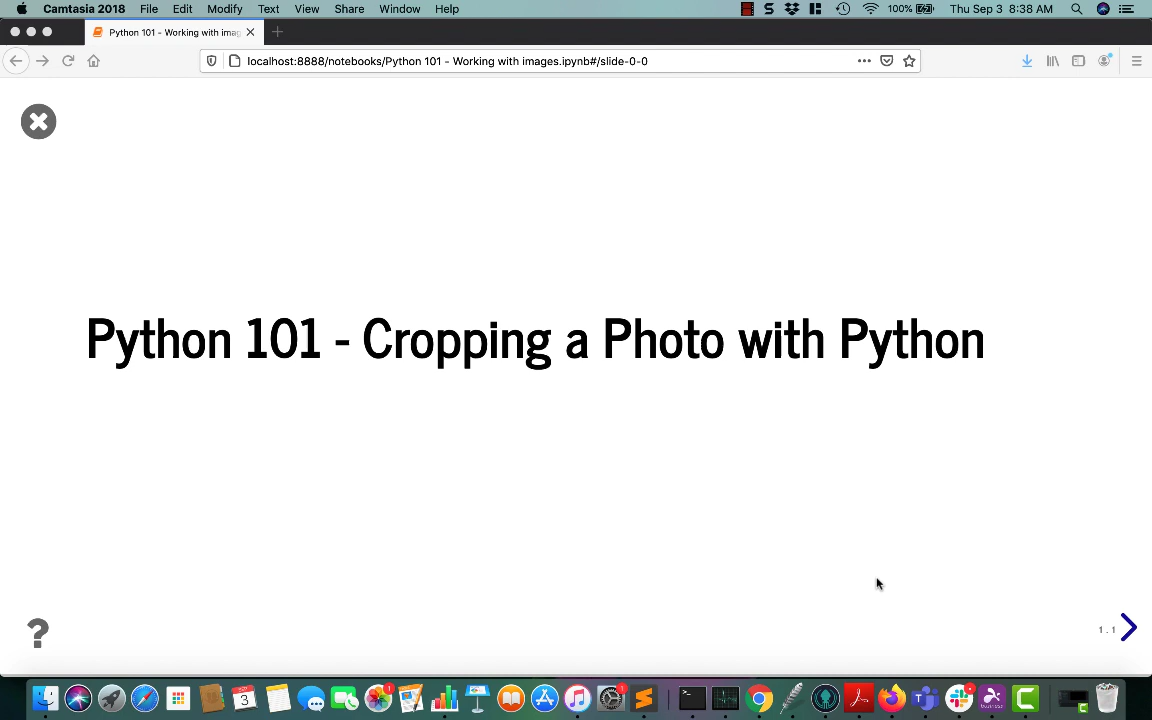 Camtasia 2018 File Edit Modify Text View Share Window Help 100% Thu Sep 3 8:38 AM
Python 101 - Working with imag
localhost:8888/notebooks/Python 101 - Working with images.ipynb#/slide-0-0
Python 101 - Cropping a Photo with Python
?
1.1